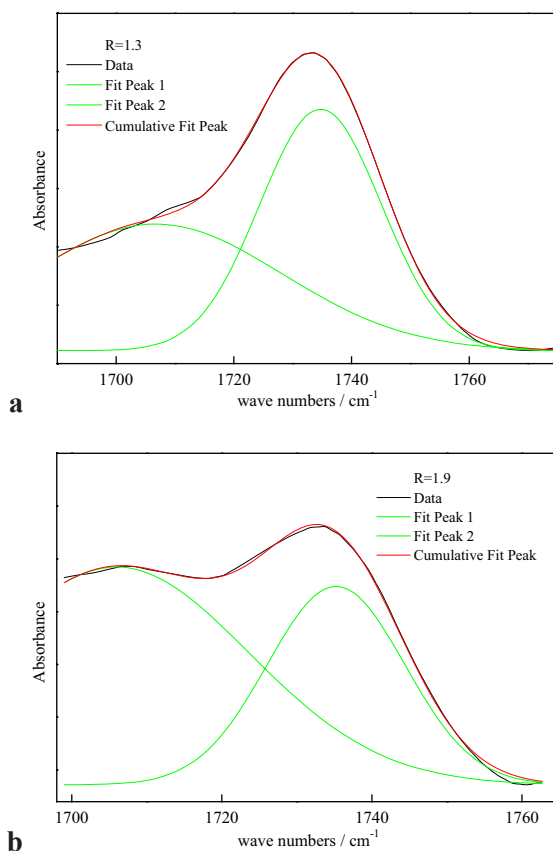 R=1.3
Data
Fit Peak 1
Fit Peak 2
Cumulative Fit Peak
Absorbance
1700 1720 1740 1760
wave numbers / cm-1
a
R=1.9
Data
Fit Peak 1
Fit Peak 2
Cumulative Fit Peak
Absorbance
1700 1720 1740 1760
wave numbers / cm-1
b